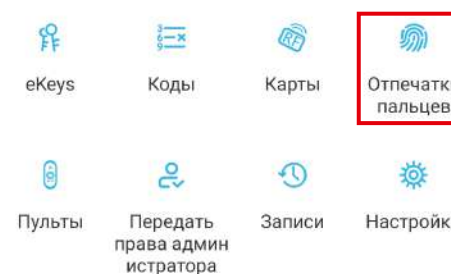 eKeys
Коды
Карты
Отпечатк
пальцев
Пульты
Передать
права админ
истратора
Записи
Настройк